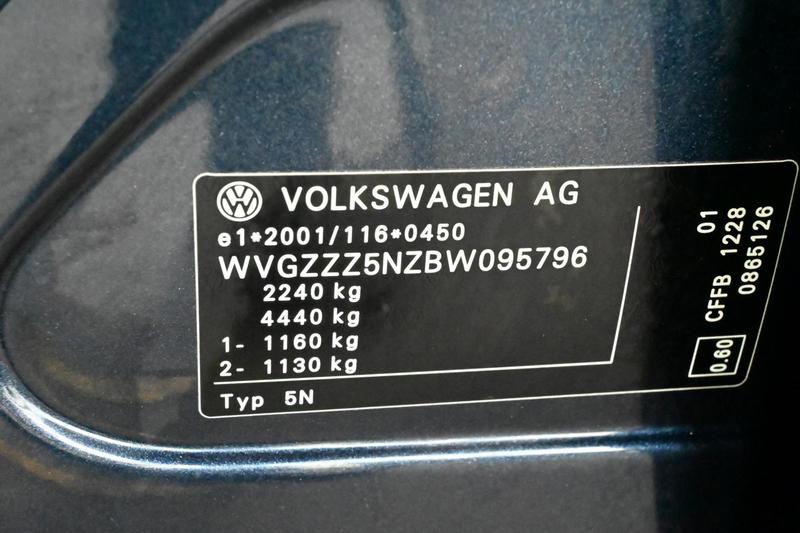 VOLKSWAGEN AG
e1*2001/116*0450
WVGZZZ5NZBW095796
2240 kg
4440 kg
1- 1160 kg
2- 1130 kg
Typ 5N
01
CFFB 1228
0865126
0.60